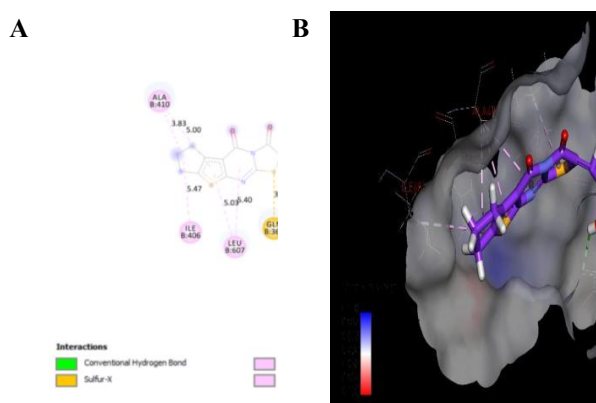 A
B
ALA
B:410
3.83
5.00
5.47
5.03
5.40
ILE
B:406
LEU
B:607
Interactions
Conventional Hydrogen Bond
Sulfur-X